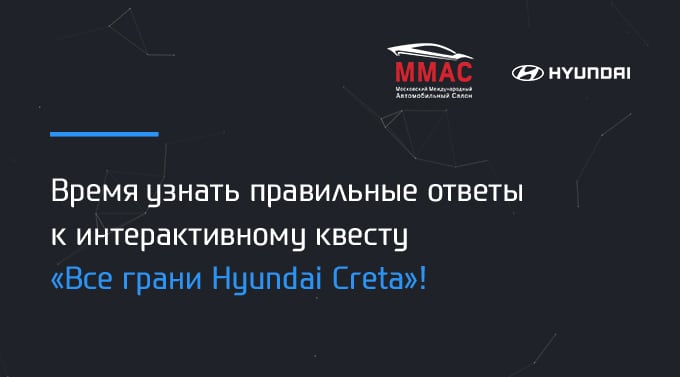 ММАС
Московский Международный
Автомобильный Салон
HYUNDAI
Время узнать правильные ответы
к интерактивному квесту
«Все грани Hyundai Creta»!